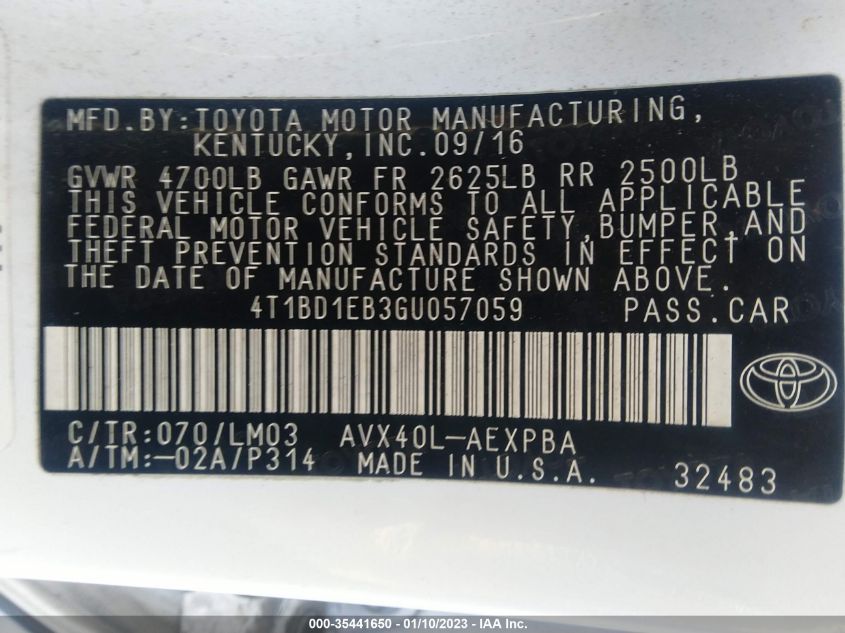 MFD.BY:TOYOTA MOTOR MANUFACTURING,
KENTUCKY,INC.09/16
GVWR 4700LB GAWR FR 2625LB RR 2500LB
THIS VEHICLE CONFORMS TO ALL APPLICABLE
FEDERAL MOTOR VEHICLE SAFETY,BUMPER,AND
THEFT PREVENTION STANDARDS IN EFFECT ON
THE DATE OF MANUFACTURE SHOWN ABOVE.
4T1BD1EB3GU057059 PASS.CAR
C/TR:070/LM03 AVX40L-AEXPBA
A/TM:-02A/P314 MADE IN U.S.A. 32483
000-35441650 - 01/10/2023 - IAA Inc.